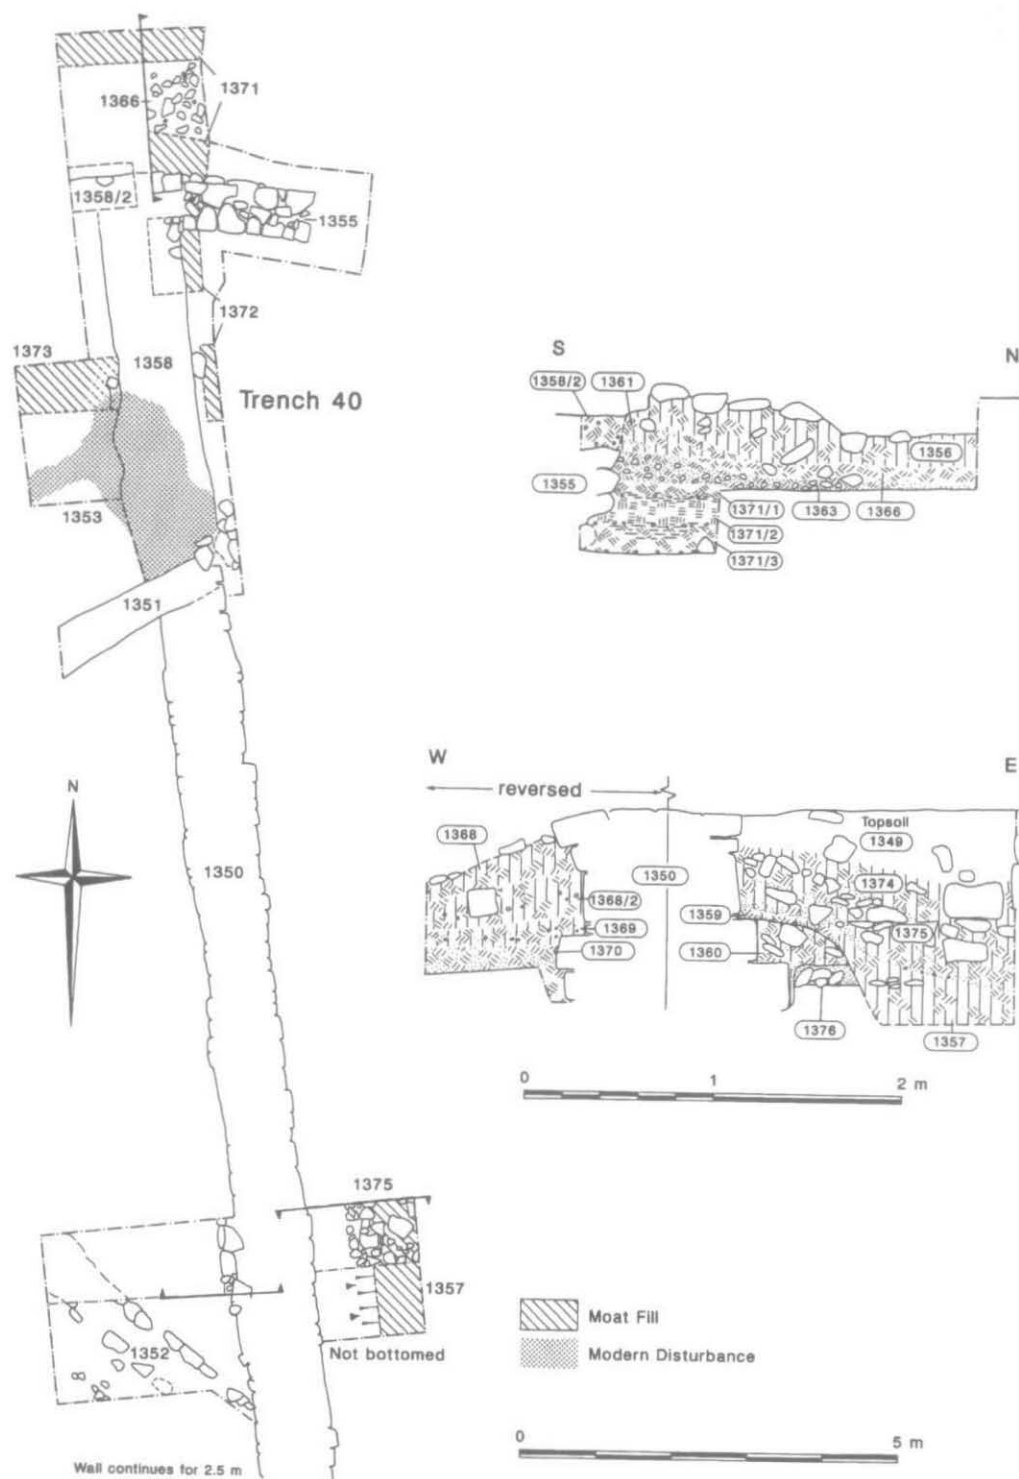 1366
1371
1358/2
1355
1372
1373
1358
Trench 40
1353
1351
N
1350
1375
1357
Not bottomed
1352
Wall continues for 2.5 m
S
N
1358/2
1361
1356
1355
1371/1
1363
1366
1371/2
1371/3
W
E
reversed
1368
Topsoil
1349
1350
1374
1368/2
1359
1375
1369
1370
1360
1376
1357
0 1 2 m
Moat Fill
Modern Disturbance
0 5 m